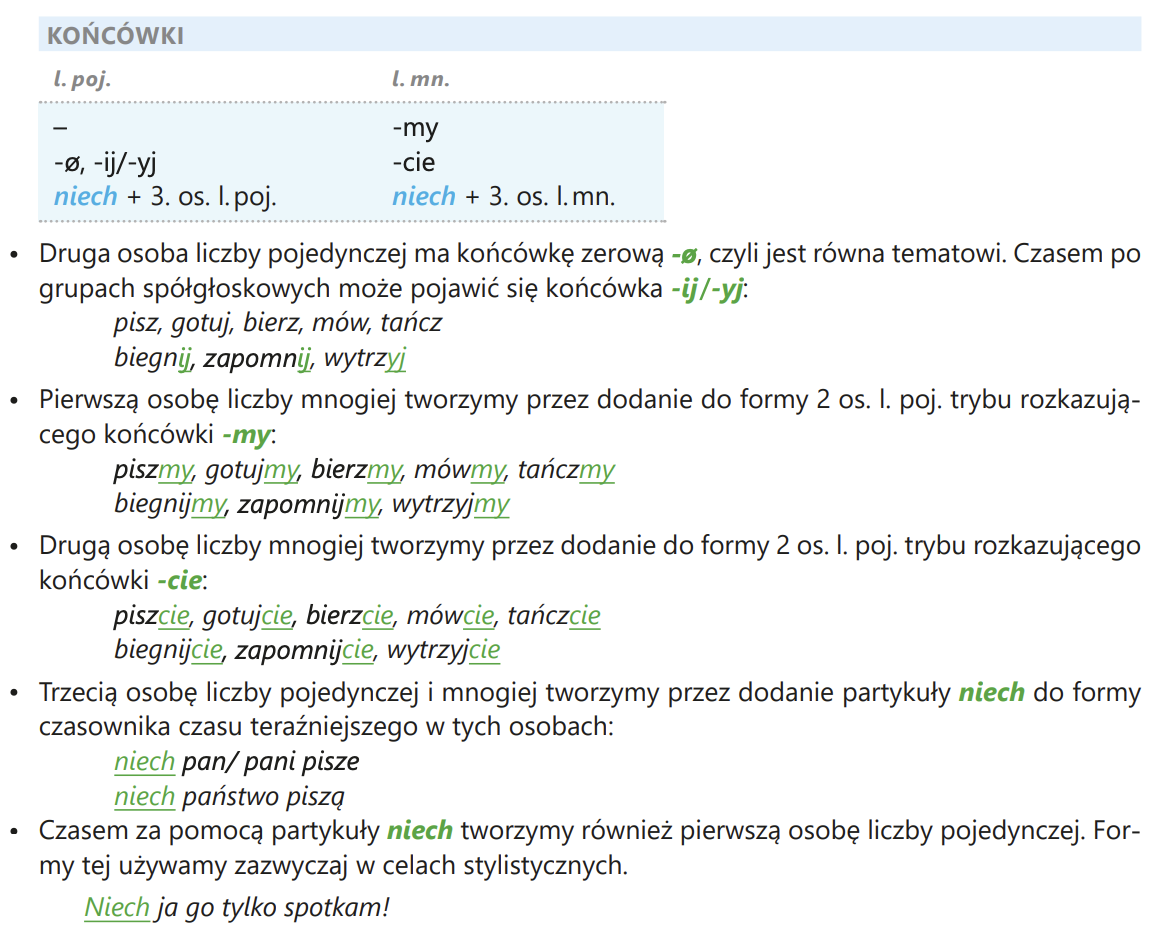 KOŃCÓWKI
l. poj. l. mn.
– -my
-ø, -ij/-yj -cie
niech + 3. os. l. poj. niech + 3. os. l. mn.
• Druga osoba liczby pojedynczej ma końcówkę zerową -ø, czyli jest równa tematowi. Czasem po
grupach spółgłoskowych może pojawić się końcówka -ij/-yj:
pisz, gotuj, bierz, mów, tańcz
biegnij, zapomnij, wytrzyj
• Pierwszą osobę liczby mnogiej tworzymy przez dodanie do formy 2 os. l. poj. trybu rozkazują-
cego końcówki -my:
piszmy, gotujmy, bierzmy, mówmy, tańczmy
biegnijmy, zapomnijmy, wytrzyjmy
• Drugą osobę liczby mnogiej tworzymy przez dodanie do formy 2 os. l. poj. trybu rozkazującego
końcówki -cie:
piszcie, gotujcie, bierzcie, mówcie, tańczcie
biegnijcie, zapomnijcie, wytrzyjcie
• Trzecią osobę liczby pojedynczej i mnogiej tworzymy przez dodanie partykuły niech do formy
czasownika czasu teraźniejszego w tych osobach:
niech pan/ pani pisze
niech państwo piszą
• Czasem za pomocą partykuły niech tworzymy również pierwszą osobę liczby pojedynczej. For-
my tej używamy zazwyczaj w celach stylistycznych.
Niech ja go tylko spotkam!